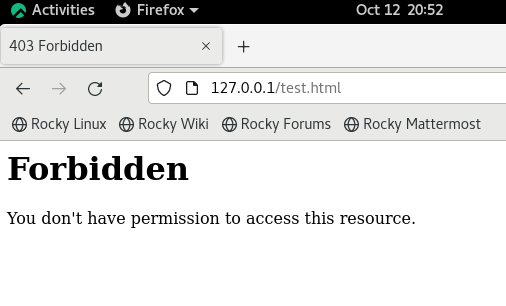 Activities Firefox Oct 12 20:52
403 Forbidden
127.0.0.1/test.html
Rocky Linux Rocky Wiki Rocky Forums Rocky Mattermost
Forbidden
You don't have permission to access this resource.